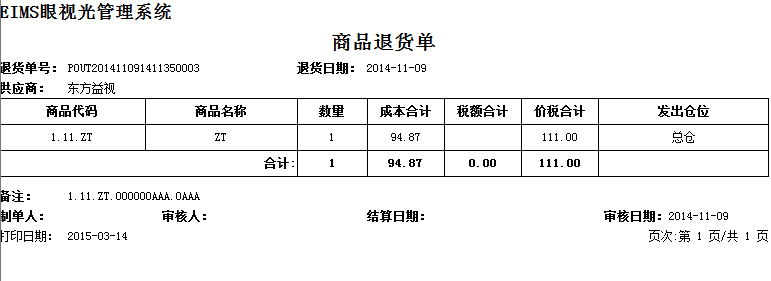 EIMS眼视光管理系统
商品退货单
退货单号: POUT201411091411350003 退货日期: 2014-11-09
供应商: 东方益视
商品代码 商品名称 数量 成本合计 税额合计 价税合计 发出仓位
1.11.ZT ZT 1 94.87 111.00 总仓
合计: 1 94.87 0.00 111.00
备注: 1.11.ZT.000000AAA.0AAA
制单人: 审核人: 结算日期: 审核日期: 2014-11-09
打印日期: 2015-03-14 页次:第 1 页/共 1 页